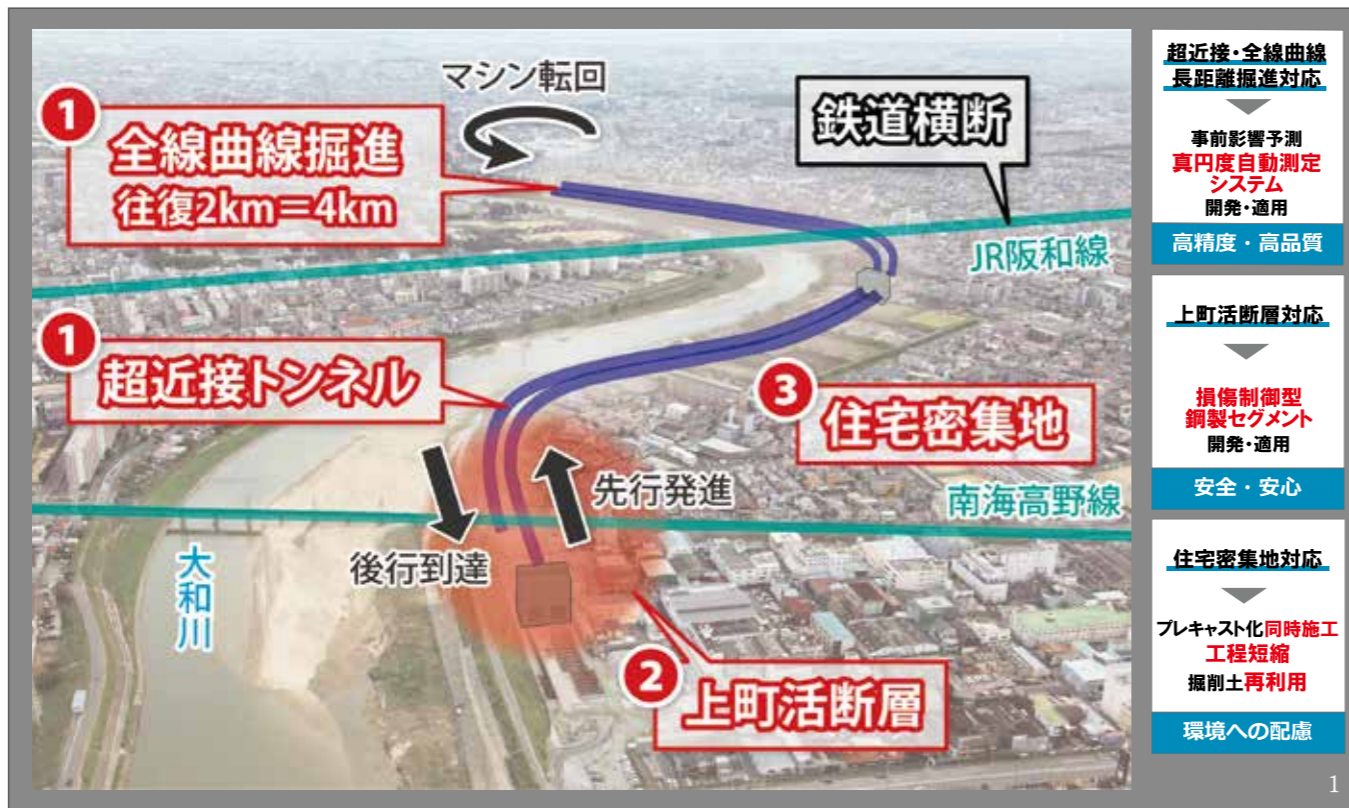 マシン転回
1
全線曲線掘進
往復2km=4km
鉄道横断
JR阪和線
1
超近接トンネル
3
住宅密集地
先行発進
南海高野線
後行到達
大和川
2
上町活断層
超近接・全線曲線
長距離掘進対応
事前影響予測
真円度自動測定
システム
開発・適用
高精度・高品質
上町活断層対応
損傷制御型
鋼製セグメント
開発・適用
安全・安心
住宅密集地対応
プレキャスト化同時施工
工程短縮
掘削土再利用
環境への配慮
1